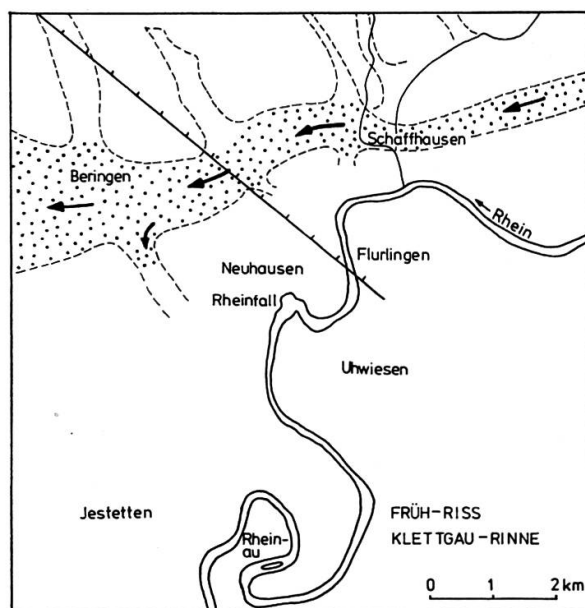 Schaffhausen
Beringen
Rhein
Neuhausen
Flurlingen
Rheinfall
Uhwiesen
Jestetten
FRÜH-RISS
Rhein-
au
KLETTGAU-RINNE
0 1 2 km